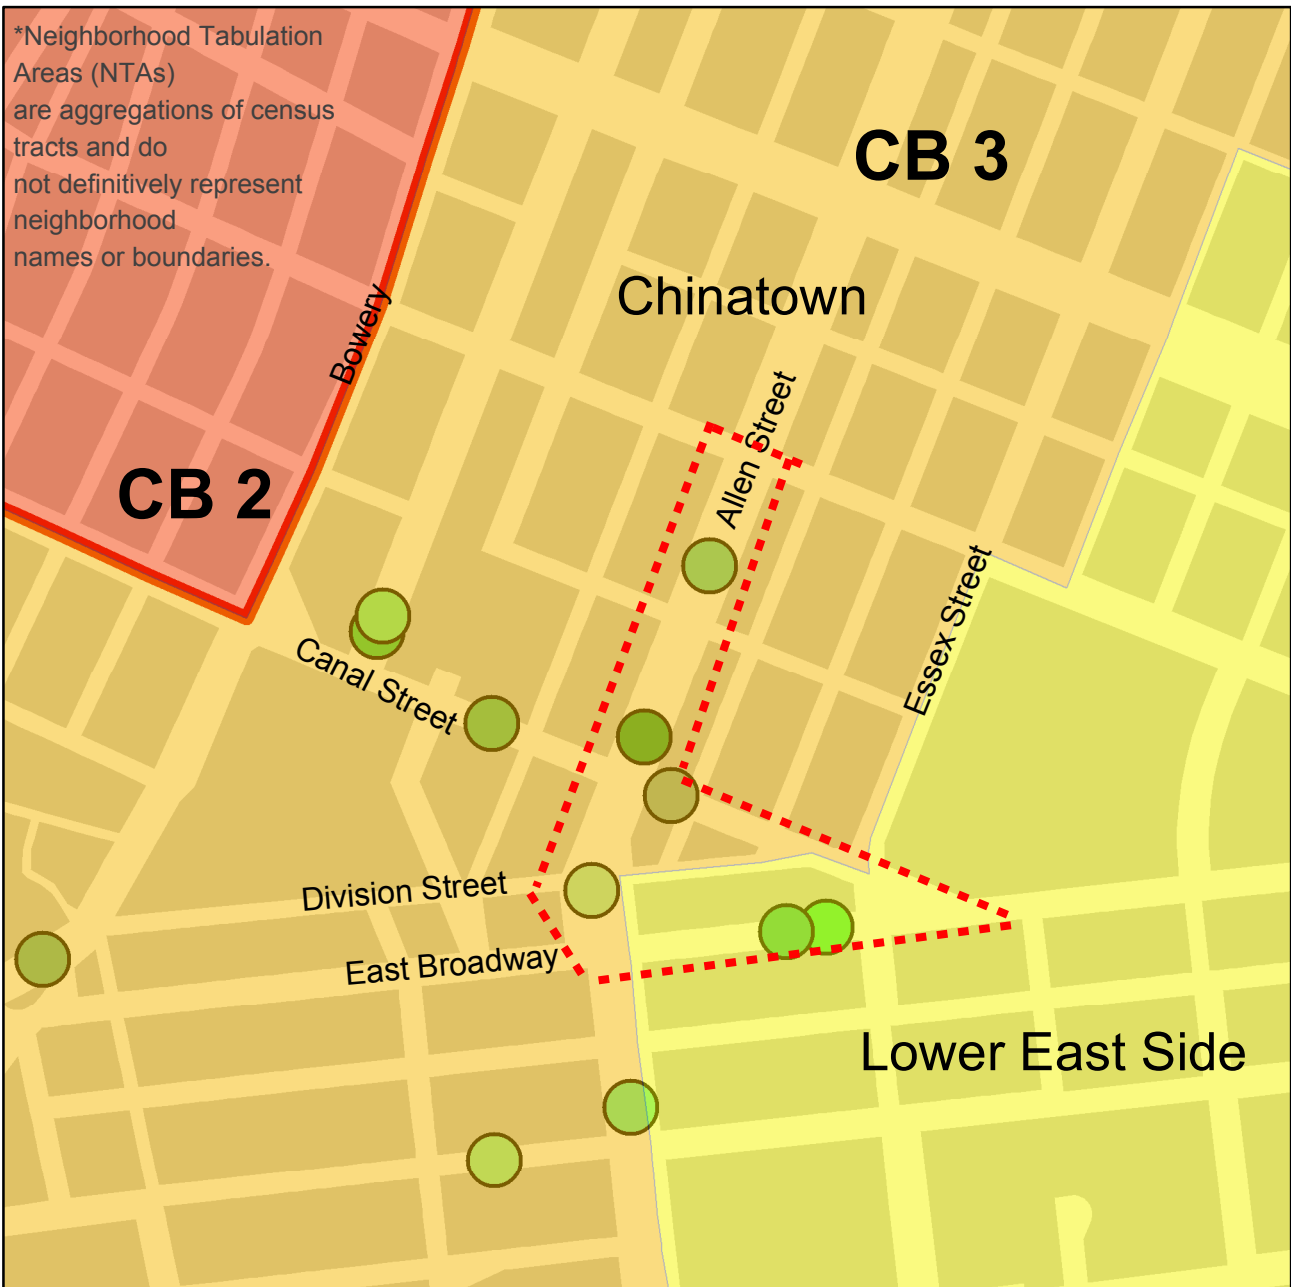 *Neighborhood Tabulation
Areas (NTAs)
are aggregations of census
tracts and do
not definitively represent
neighborhood
names or boundaries.
CB 3
Chinatown
Bowery
Allen Street
CB 2
Essex Street
Canal Street
Division Street
East Broadway
Lower East Side